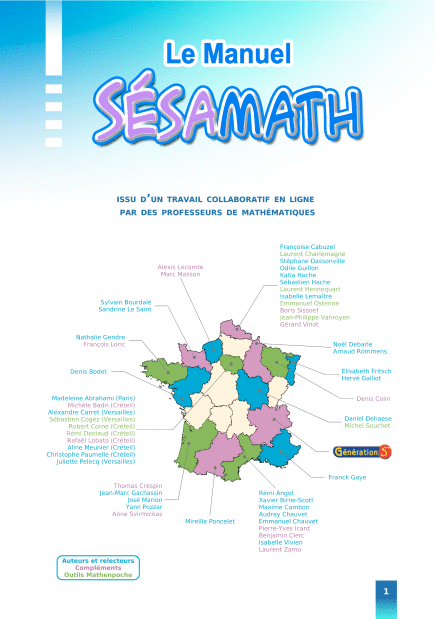 Le Manuel
SÉSAMATH
ISSU D'UN TRAVAIL COLLABORATIF EN LIGNE
PAR DES PROFESSEURS DE MATHÉMATIQUES
Françoise Cabuzel
Laurent Charlemagne
Stéphane Dassonville
Odile Guillon
Katia Hache
Sébastien Hache
Laurent Hennequart
Isabelle Lemaître
Emmanuel Ostenne
Boris Sissoef
Jean-Philippe Vanroyen
Gérard Vinot
Alexis Lecomte
Marc Masson
Sylvain Bourdalé
Sandrine Le Saint
Nathalie Gendre
François Loric
Noël Debarle
Arnaud Rommens
Denis Bodet
Elisabeth Fritsch
Hervé Galliot
Madeleine Abrahami (Paris)
Michèle Badri (Créteil)
Alexandre Carret (Versailles)
Sébastien Cogez (Versailles)
Robert Corne (Créteil)
Rémi Deniaud (Créteil)
Rafael Lobato (Créteil)
Aline Meunier (Créteil)
Christophe Paumelle (Créteil)
Juliette Pelecq (Versailles)
Denis Colin
Daniel Dehaese
Michel Souchet
Génération 5
Franck Gaye
Thomas Crespin
Jean-Marc Gachassin
José Marion
Yann Pozzar
Anne Svirmickas
Mireille Poncelet
Rémi Angot
Xavier Birne-Scott
Maxime Cambon
Audrey Chauvet
Emmanuel Chauvet
Pierre-Yves Icard
Benjamin Clerc
Isabelle Vivien
Laurent Zamo
Auteurs et relecteurs
Compléments
Outils Mathenpoche
1